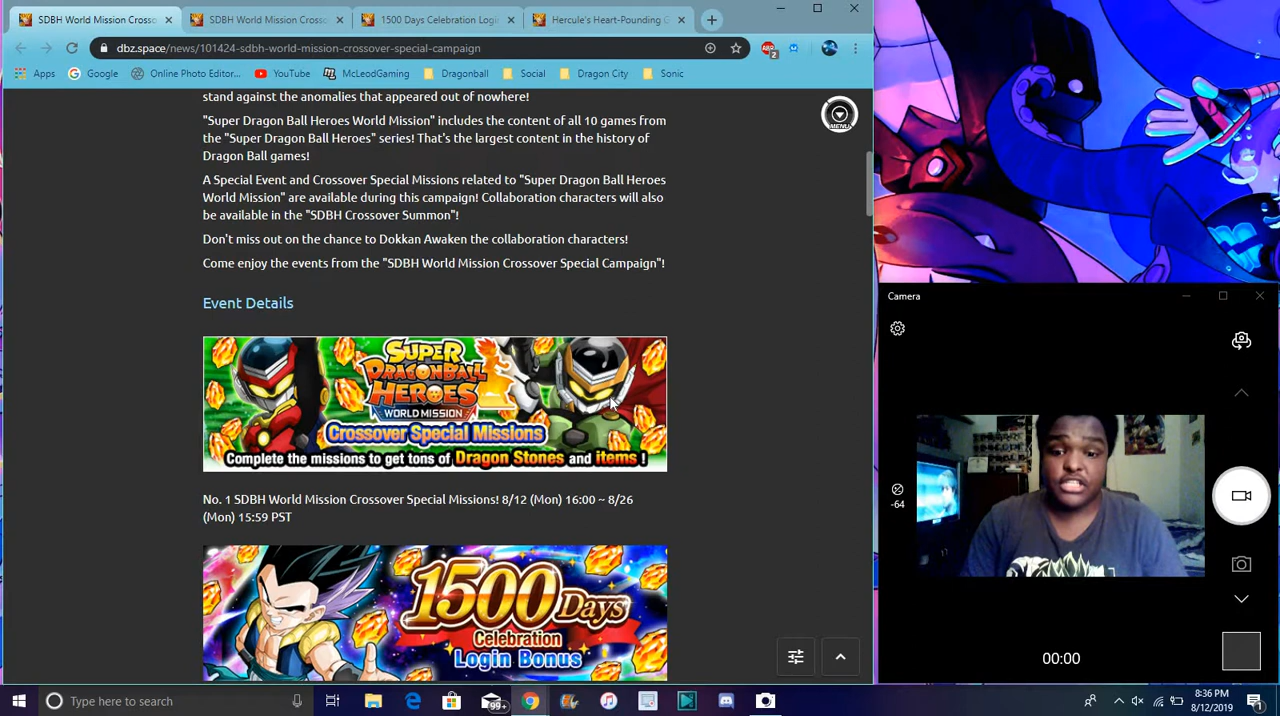 SDBH World Mission Crosso
SDBH World Mission Crosso
1500 Days Celebration Logi
Hercule's Heart-Pounding G
dbz.space/news/101424-sdbh-world-mission-crossover-special-campaign
ABP
2
Apps
Google
Online Photo Editor...
YouTube
McLeodGaming
Dragonball
Social
Dragon City
Sonic
stand against the anomalies that appeared out of nowhere!
"Super Dragon Ball Heroes World Mission" includes the content of all 10 games from
the "Super Dragon Ball Heroes" series! That's the largest content in the history of
Dragon Ball games!
A Special Event and Crossover Special Missions related to "Super Dragon Ball Heroes
World Mission" are available during this campaign! Collaboration characters will also
be available in the "SDBH Crossover Summon"!
Don't miss out on the chance to Dokkan Awaken the collaboration characters!
Come enjoy the events from the "SDBH World Mission Crossover Special Campaign"!
MENU
Event Details
SUPER
DRAGONBALL
HEROES
WORLD MISSION
Crossover Special Missions
Complete the missions to get tons of Dragon Stones and items !
No. 1 SDBH World Mission Crossover Special Missions! 8/12 (Mon) 16:00 ~ 8/26
(Mon) 15:59 PST
1500 Days
Celebration
Login Bonus
Camera
-64
00:00
Type here to search
99+
8:36 PM
8/12/2019
1